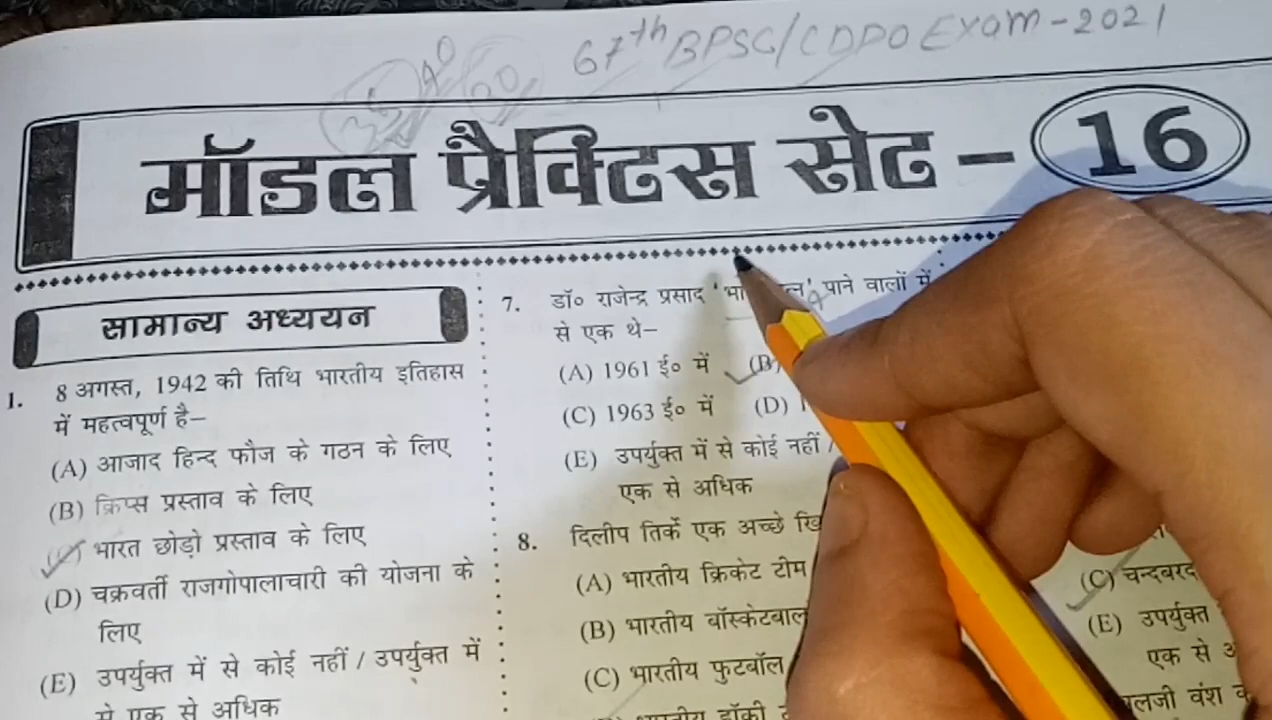 67th BPSC/CDPO Exam-2021
मॉडल प्रैक्टिस सेट - 16
सामान्य अध्ययन
1. 8 अगस्त, 1942 की तिथि भारतीय इतिहास
में महत्वपूर्ण है-
(A) आजाद हिन्द फौज के गठन के लिए
(B) क्रिप्स प्रस्ताव के लिए
भारत छोड़ो प्रस्ताव के लिए
(D) चक्रवर्ती राजगोपालाचारी की योजना के
लिए
(E) उपर्युक्त में से कोई नहीं / उपर्युक्त में
से एक से अधिक
7. डॉ० राजेन्द्र प्रसाद पाने वालों में
से एक थे-
(A) 1961 ई० में (B)
(C) 1963 ई० में (D)
(E) उपर्युक्त में से कोई नहीं /
एक से अधिक
8. दिलीप तिर्के एक अच्छे
(A) भारतीय क्रिकेट टीम
(B) भारतीय बॉस्केटबाल
(C) भारतीय फुटबॉल
(C)
(E) उपर्युक्त
एक से
वंश